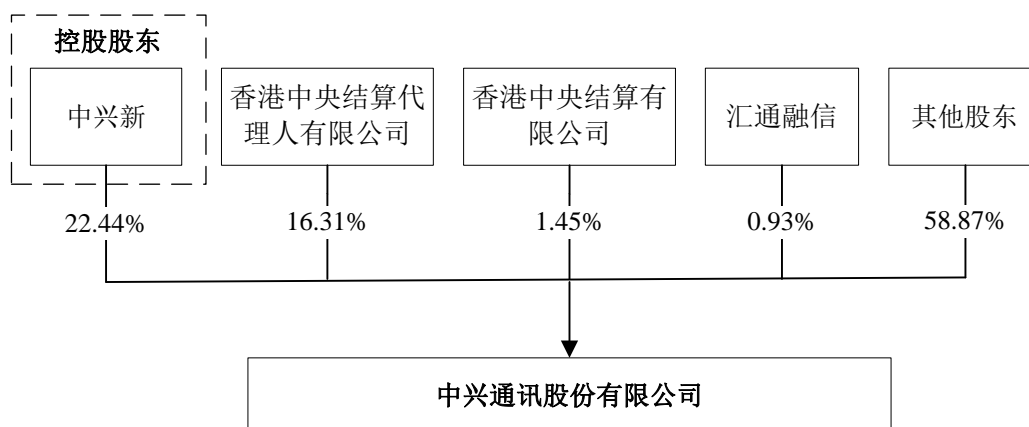 控股股东
中兴新
香港中央结算代
理人有限公司
香港中央结算有
限公司
汇通融信
其他股东
22.44%
16.31%
1.45%
0.93%
58.87%
中兴通讯股份有限公司